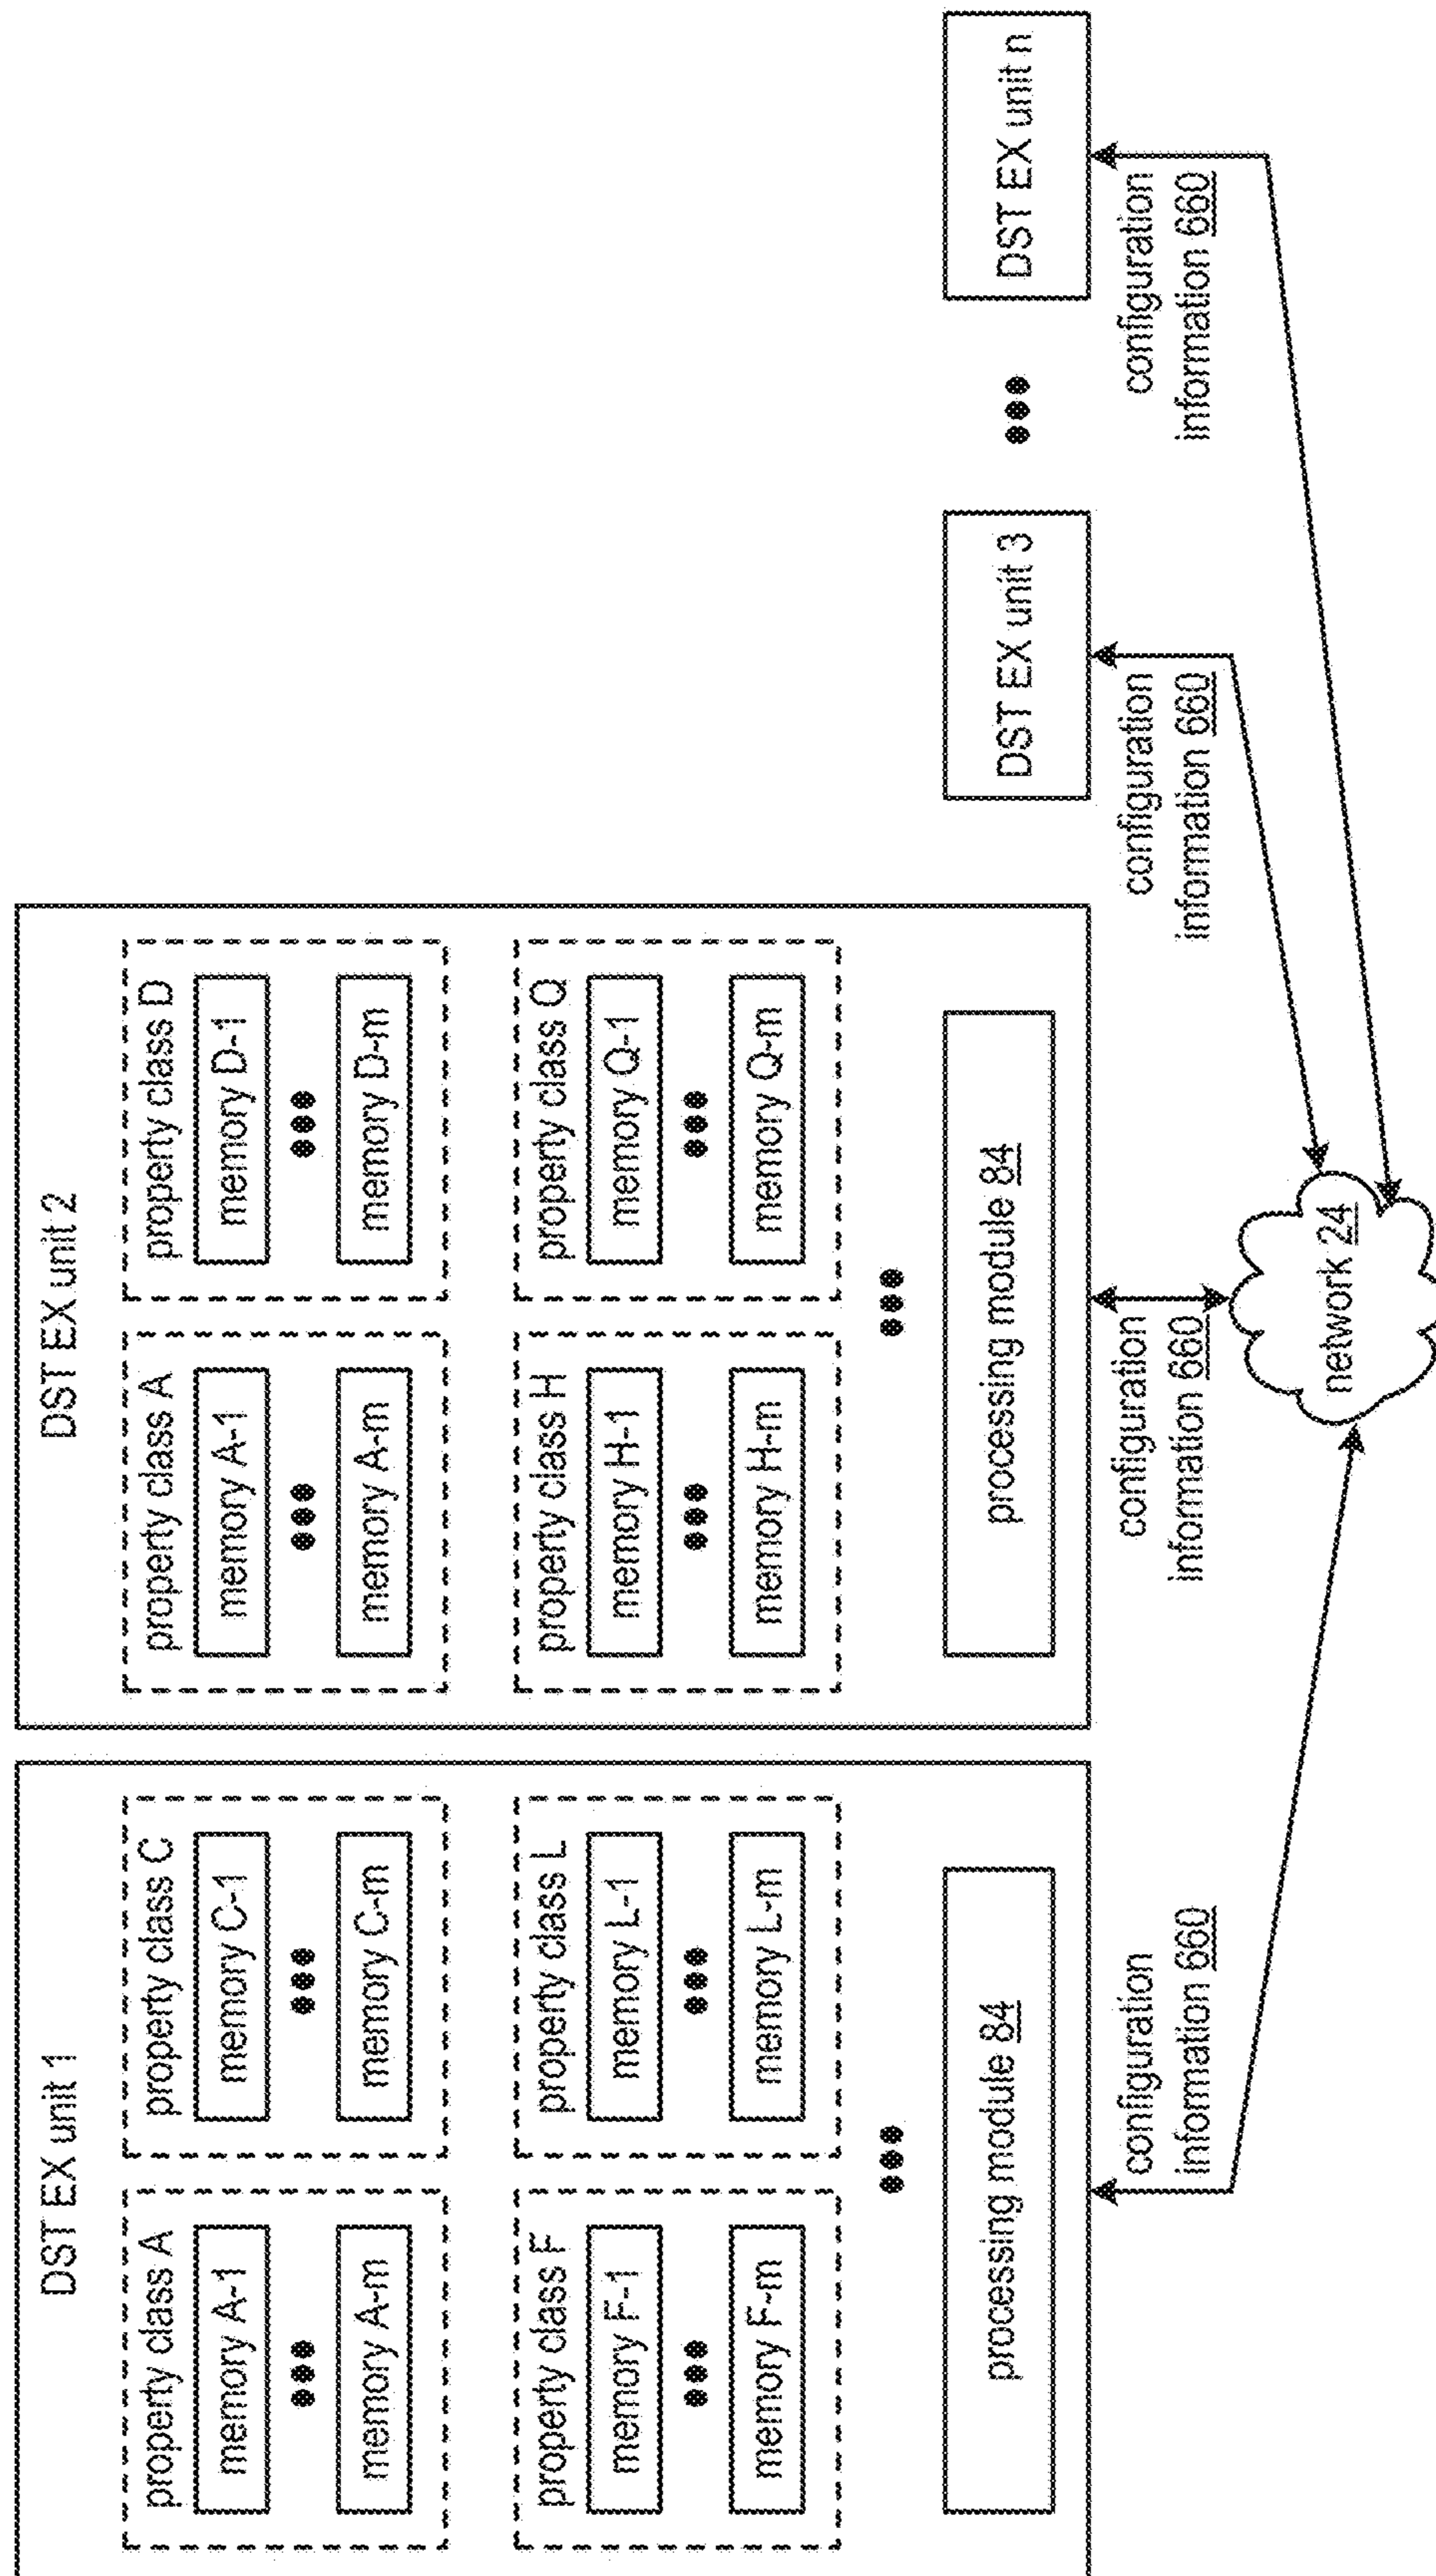 DST EX unit 1
property class A
memory A-1
memory A-m
property class C
memory C-1
memory C-m
property class F
memory F-1
memory F-m
property class L
memory L-1
memory L-m
processing module 84
configuration
information 660
DST EX unit 2
property class A
memory A-1
memory A-m
property class D
memory D-1
memory D-m
property class H
memory H-1
memory H-m
property class Q
memory Q-1
memory Q-m
processing module 84
configuration
information 660
DST EX unit 3
configuration
information 660
DST EX unit n
configuration
information 660
network 24